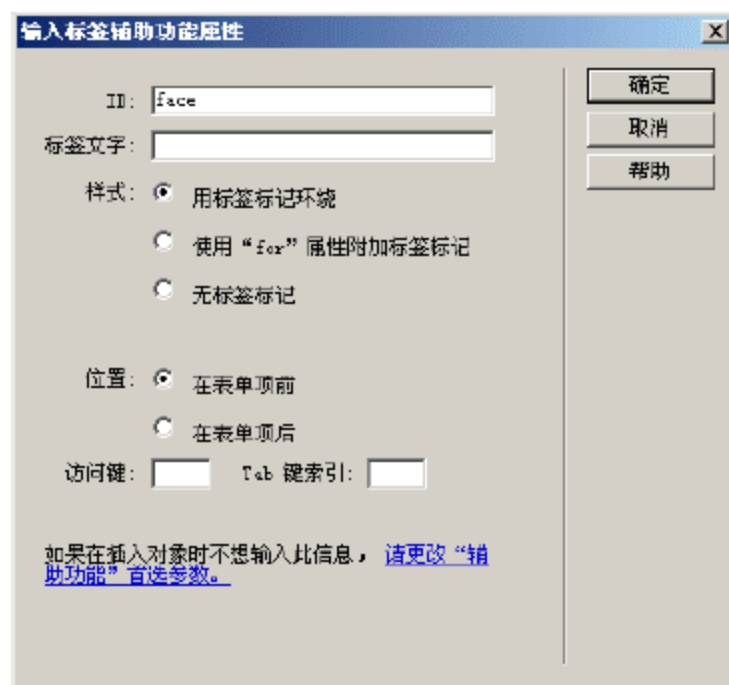 输入标签辅助功能属性
ID: face
确定
标签文字:
取消
帮助
样式: 用标签标记环绕
使用“for”属性附加标签标记
无标签标记
位置: 在表单项前
在表单项后
访问键: Tab 键索引:
如果在插入对象时不想输入此信息，请更改“辅
助功能”首选参数。